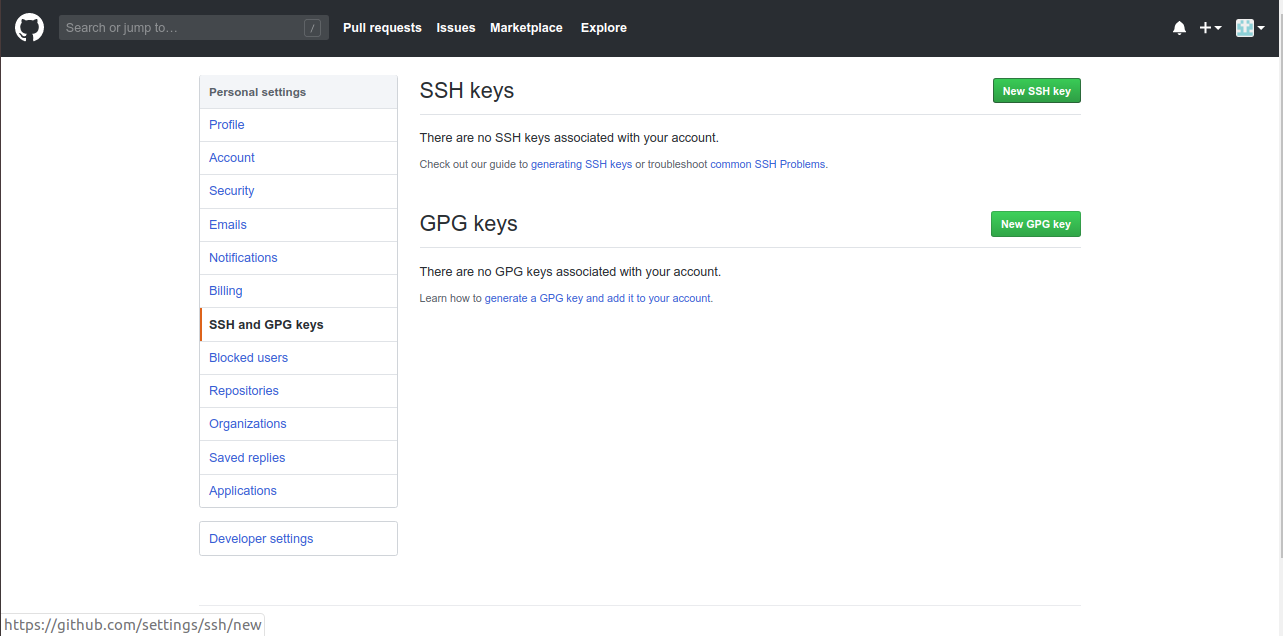 Search or jump to… / Pull requests Issues Marketplace Explore
Personal settings
Profile
Account
Security
Emails
Notifications
Billing
SSH and GPG keys
Blocked users
Repositories
Organizations
Saved replies
Applications
Developer settings
SSH keys New SSH key
There are no SSH keys associated with your account.
Check out our guide to generating SSH keys or troubleshoot common SSH Problems.
GPG keys New GPG key
There are no GPG keys associated with your account.
Learn how to generate a GPG key and add it to your account.
https://github.com/settings/ssh/new